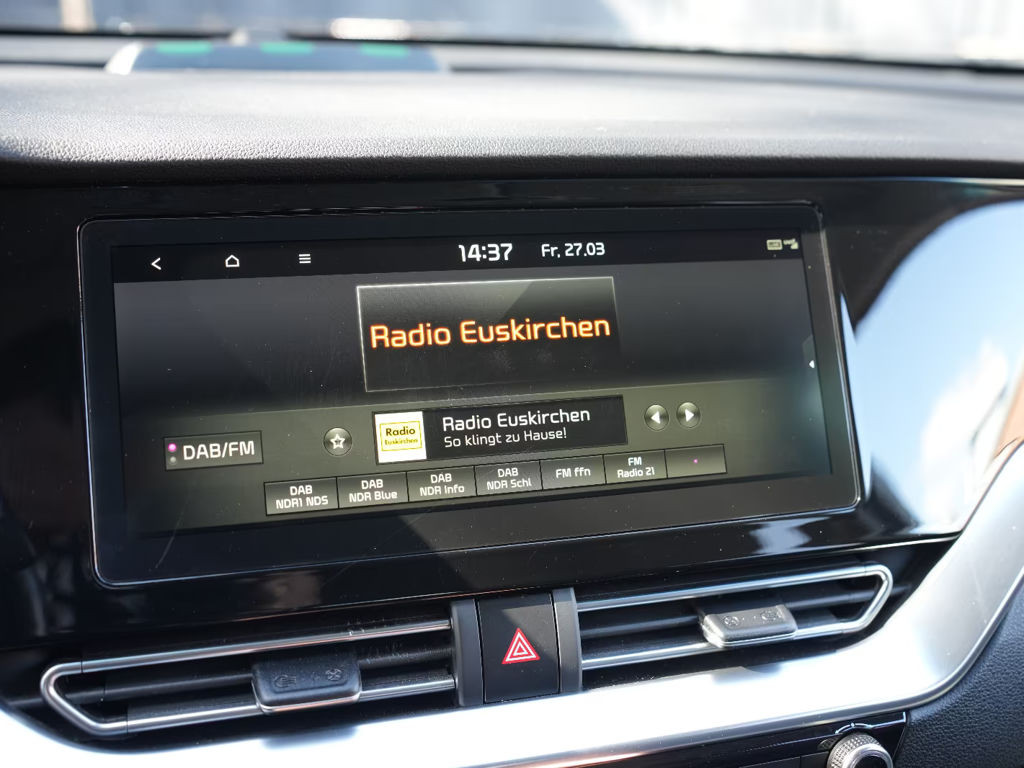 14:37 Fr, 27.03
Radio Euskirchen
DAB/FM
Radio
Euskirchen
Radio Euskirchen
So klingt zu Hause!
DAB
NDR1 NDS
DAB
NDR Blue
DAB
NDR Info
DAB
NDR Schl
FM ffn
FM
Radio 21